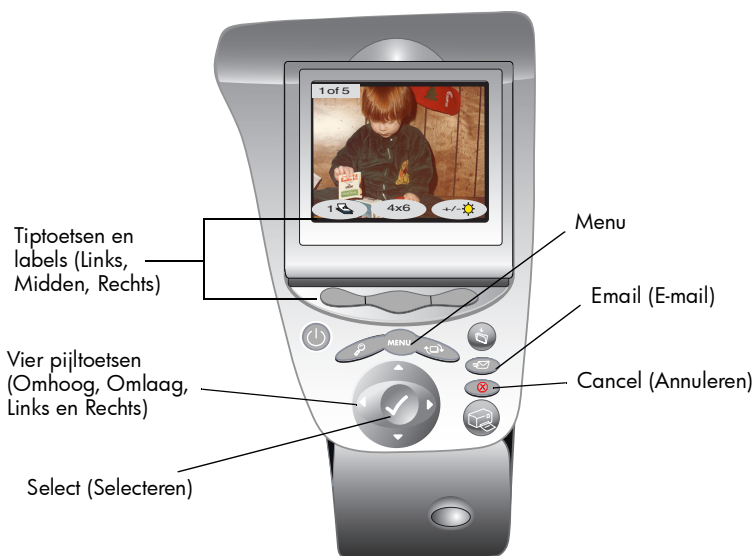 1 of 5
1
4x6
+/-
Tiptoetsen en
labels (Links,
Midden, Rechts)
Menu
Email (E-mail)
MENU
Vier pijltoetsen
(Omhoog, Omlaag,
Links en Rechts)
Cancel (Annuleren)
Select (Selecteren)